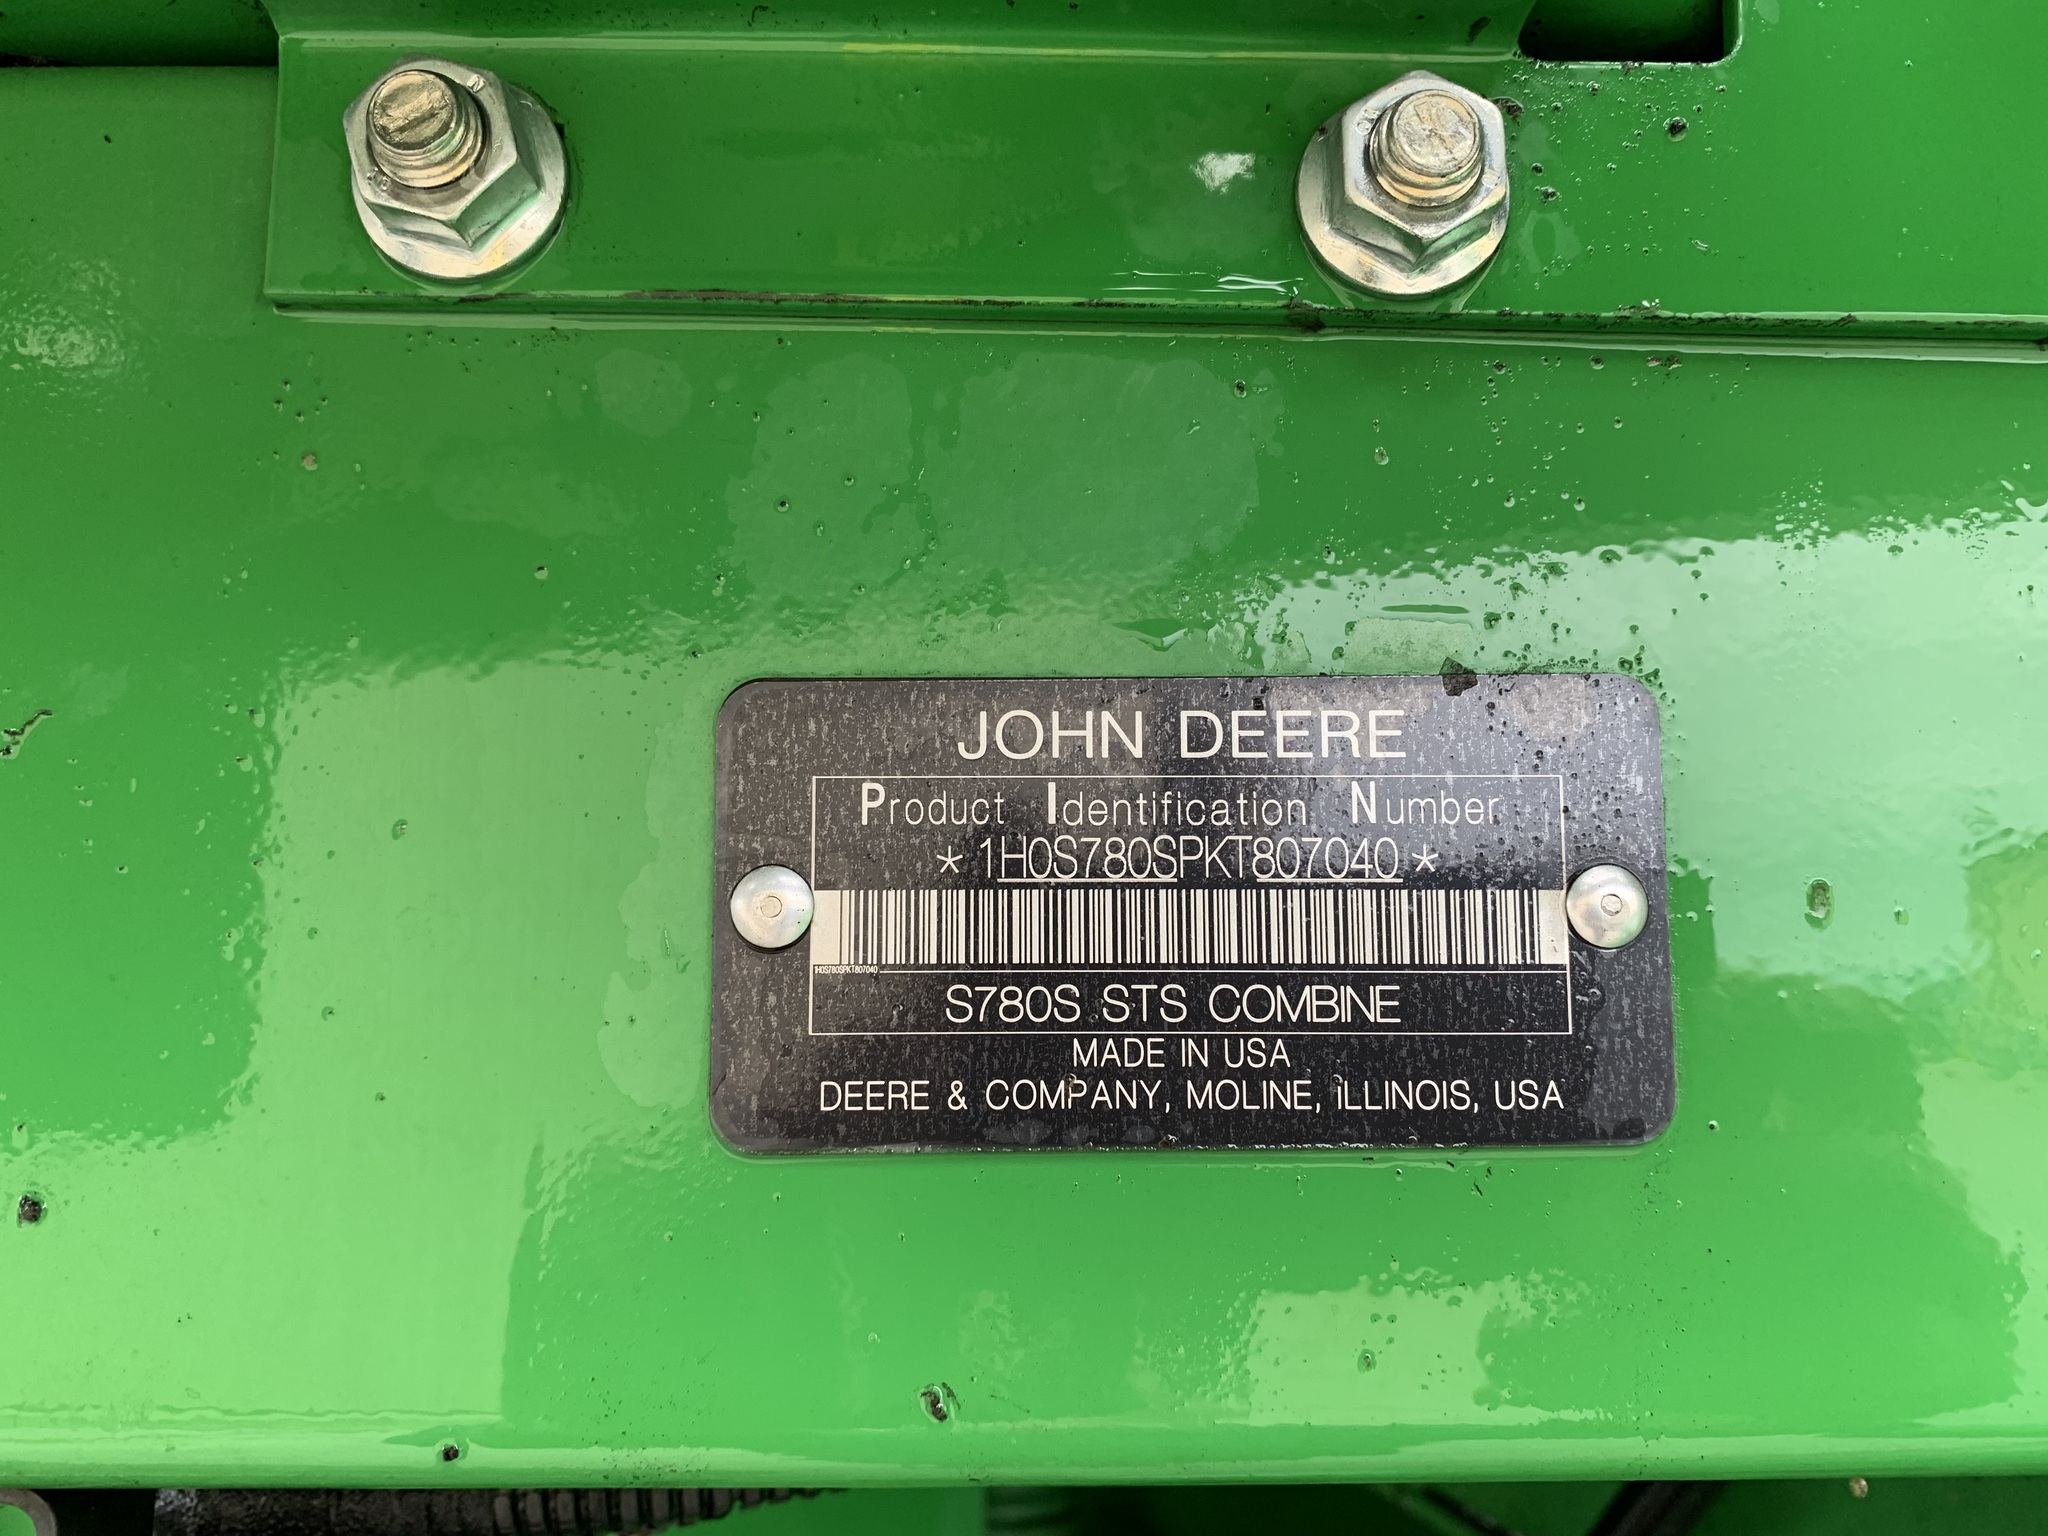 JOHN DEERE
Product Identification Number
*1H0S780SPKT807040*
1H0S780SPKT807040
S780S STS COMBINE
MADE IN USA
DEERE & COMPANY, MOLINE, iLLINOIS, USA